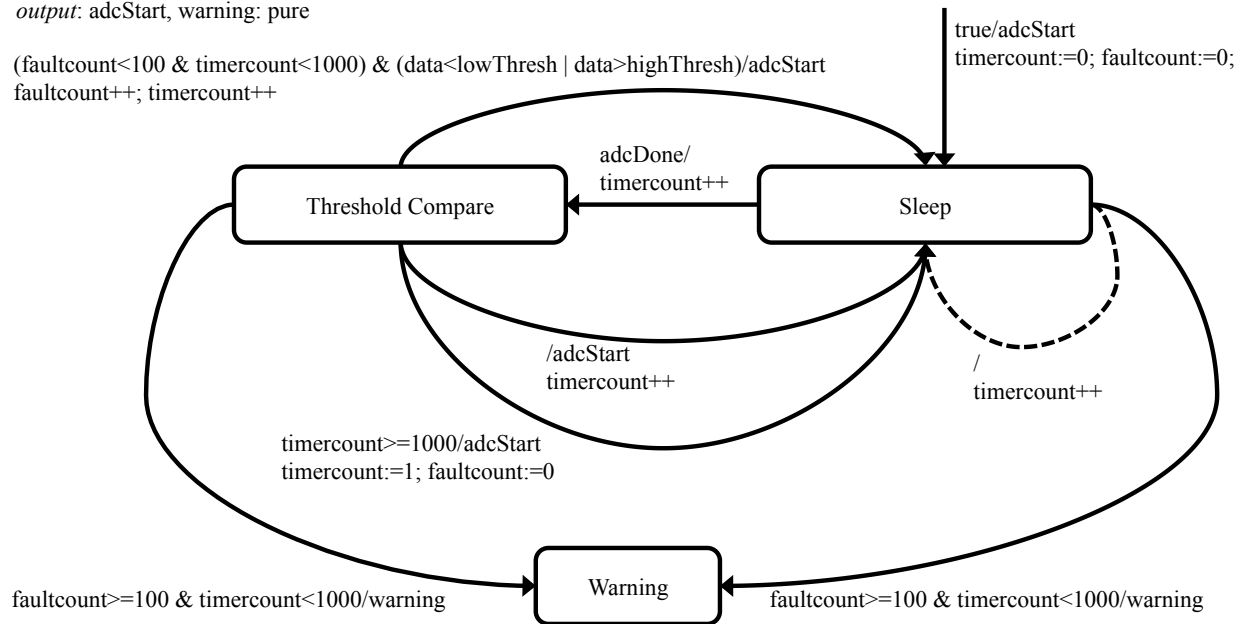 output: adcStart, warning: pure
true/adcStart
timercount:=0; faultcount:=0;
(faultcount<100 & timercount<1000) & (data<lowThresh | data>highThresh)/adcStart
faultcount++; timercount++
adcDone/
timercount++
Threshold Compare
Sleep
/adcStart
timercount++
/
timercount++
timercount>=1000/adcStart
timercount:=1; faultcount:=0
Warning
faultcount>=100 & timercount<1000/warning
faultcount>=100 & timercount<1000/warning